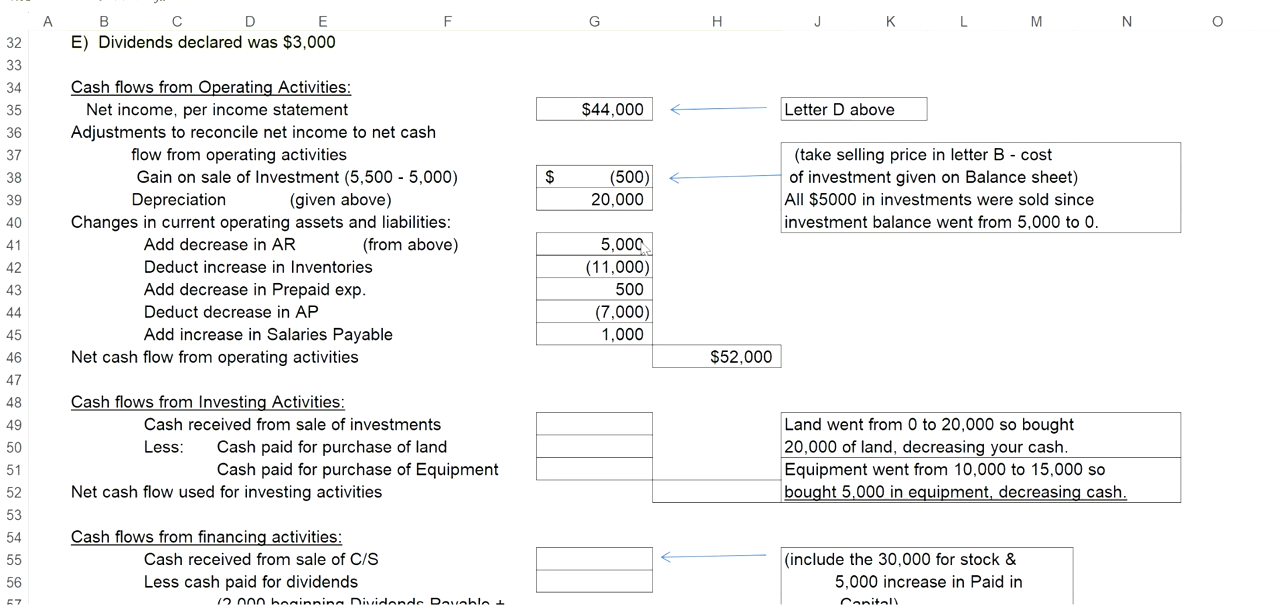 A B C D E F G H J K L M N O
32 E) Dividends declared was $3,000
33
34 Cash flows from Operating Activities:
35 Net income, per income statement $44,000 Letter D above
36 Adjustments to reconcile net income to net cash
37 flow from operating activities (take selling price in letter B - cost
38 Gain on sale of Investment (5,500 - 5,000) $ (500) of investment given on Balance sheet)
39 Depreciation (given above) 20,000 All $5000 in investments were sold since
40 Changes in current operating assets and liabilities: investment balance went from 5,000 to 0.
41 Add decrease in AR (from above) 5,000
42 Deduct increase in Inventories (11,000)
43 Add decrease in Prepaid exp. 500
44 Deduct decrease in AP (7,000)
45 Add increase in Salaries Payable 1,000
46 Net cash flow from operating activities $52,000
47
48 Cash flows from Investing Activities:
49 Cash received from sale of investments Land went from 0 to 20,000 so bought
50 Less: Cash paid for purchase of land 20,000 of land, decreasing your cash.
51 Cash paid for purchase of Equipment Equipment went from 10,000 to 15,000 so
52 Net cash flow used for investing activities bought 5,000 in equipment, decreasing cash.
53
54 Cash flows from financing activities:
55 Cash received from sale of C/S (include the 30,000 for stock &
56 Less cash paid for dividends 5,000 increase in Paid in
57 (2,000 beginning Dividends Payable + Capital)